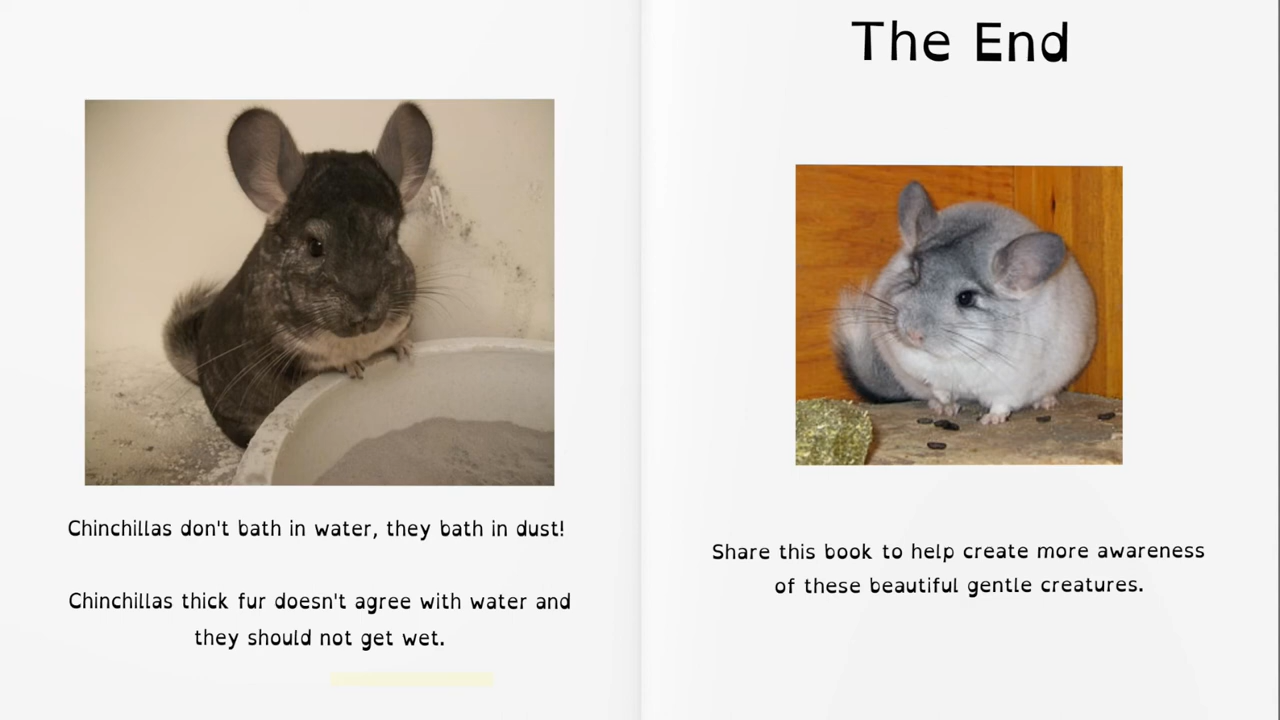 Chinchillas don't bath in water, they bath in dust!
Chinchillas thick fur doesn't agree with water and
they should not get wet.
The End
Share this book to help create more awareness
of these beautiful gentle creatures.